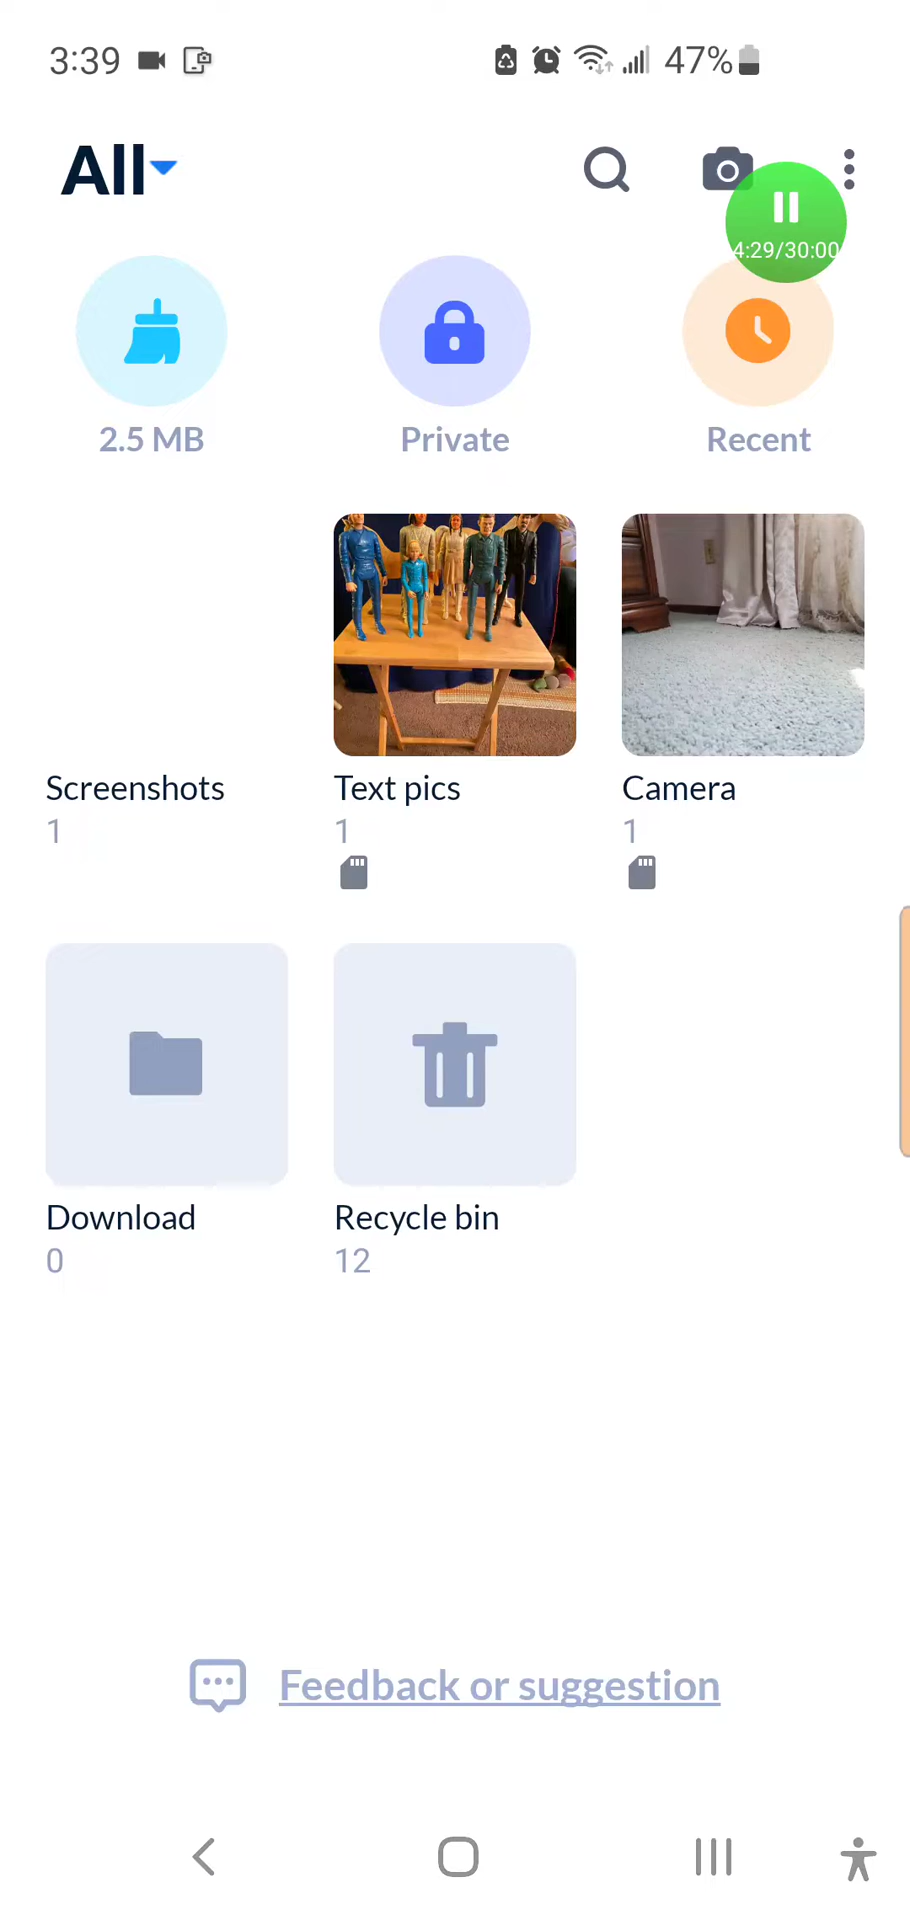 3:39 47%
All
4:29/30:00
2.5 MB Private Recent
Screenshots Text pics Camera
1 1 1
Download Recycle bin
0 12
Feedback or suggestion